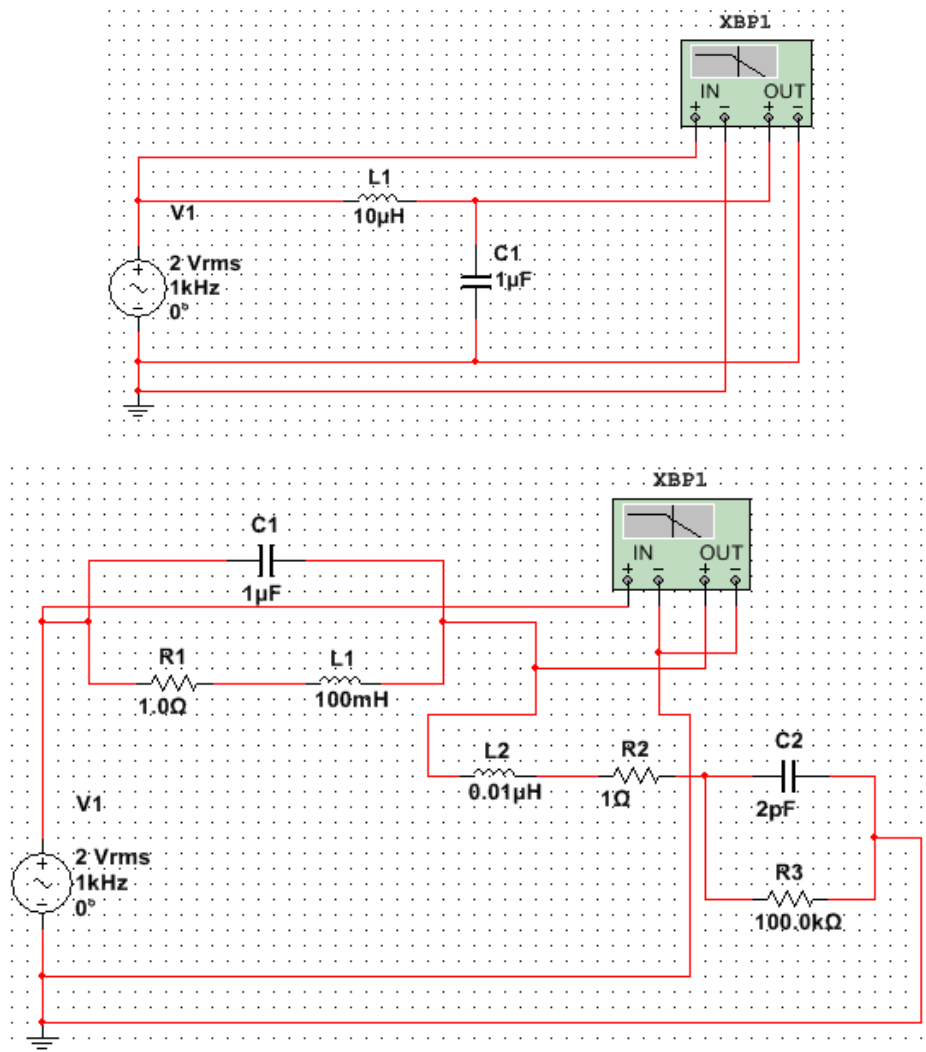 XBP1
IN OUT
+ − + −
L1
10µH
V1
C1
1µF
2 Vrms
1kHz
0°
XBP1
C1
1µF
IN OUT
+ − + −
R1
1.0Ω
L1
100mH
L2
0.01µH
R2
1Ω
C2
2pF
V1
2 Vrms
1kHz
0°
R3
100.0kΩ